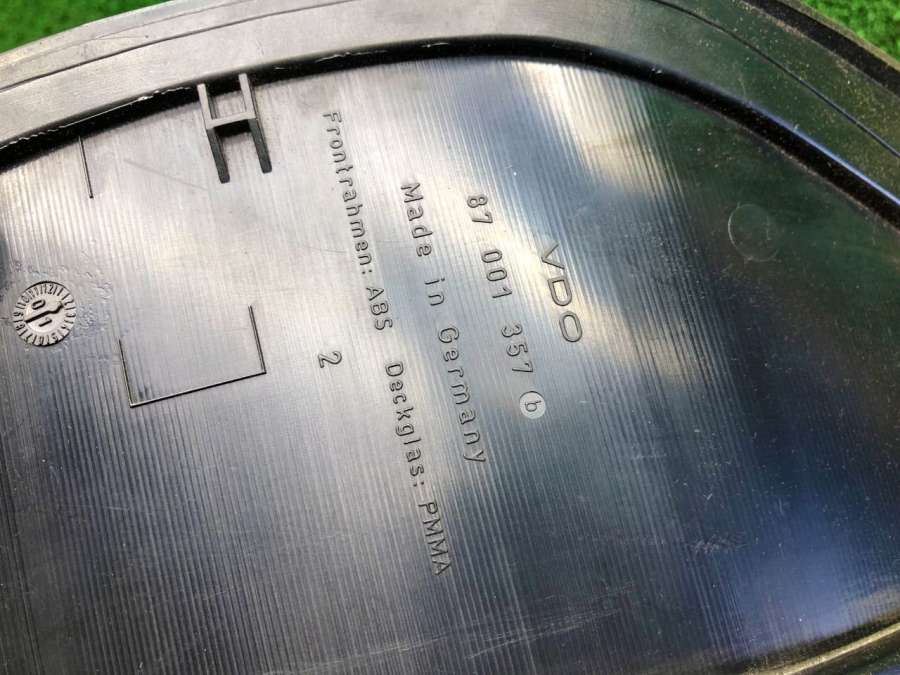 VDO
87 001 357 b
Made in Germany
Frontrahmen: ABS Deckglas: PMMA
2